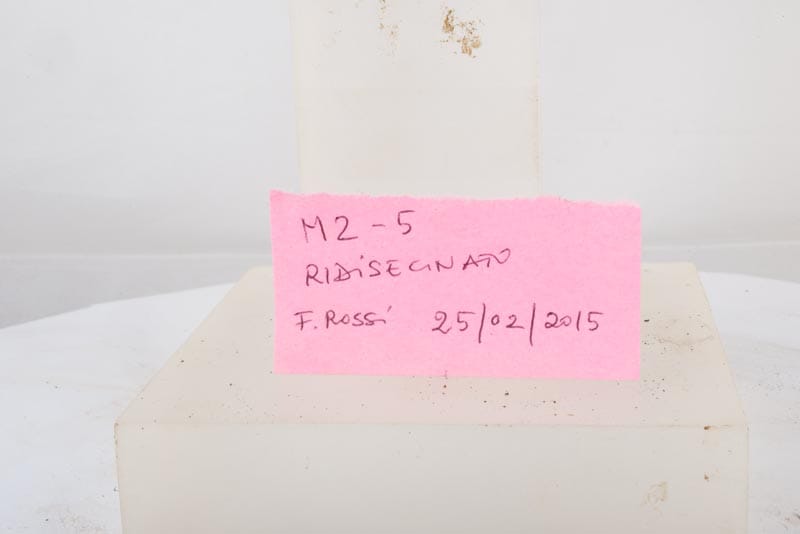 M2-5
RIDISEGNATO
F. ROSSi 25/02/2015